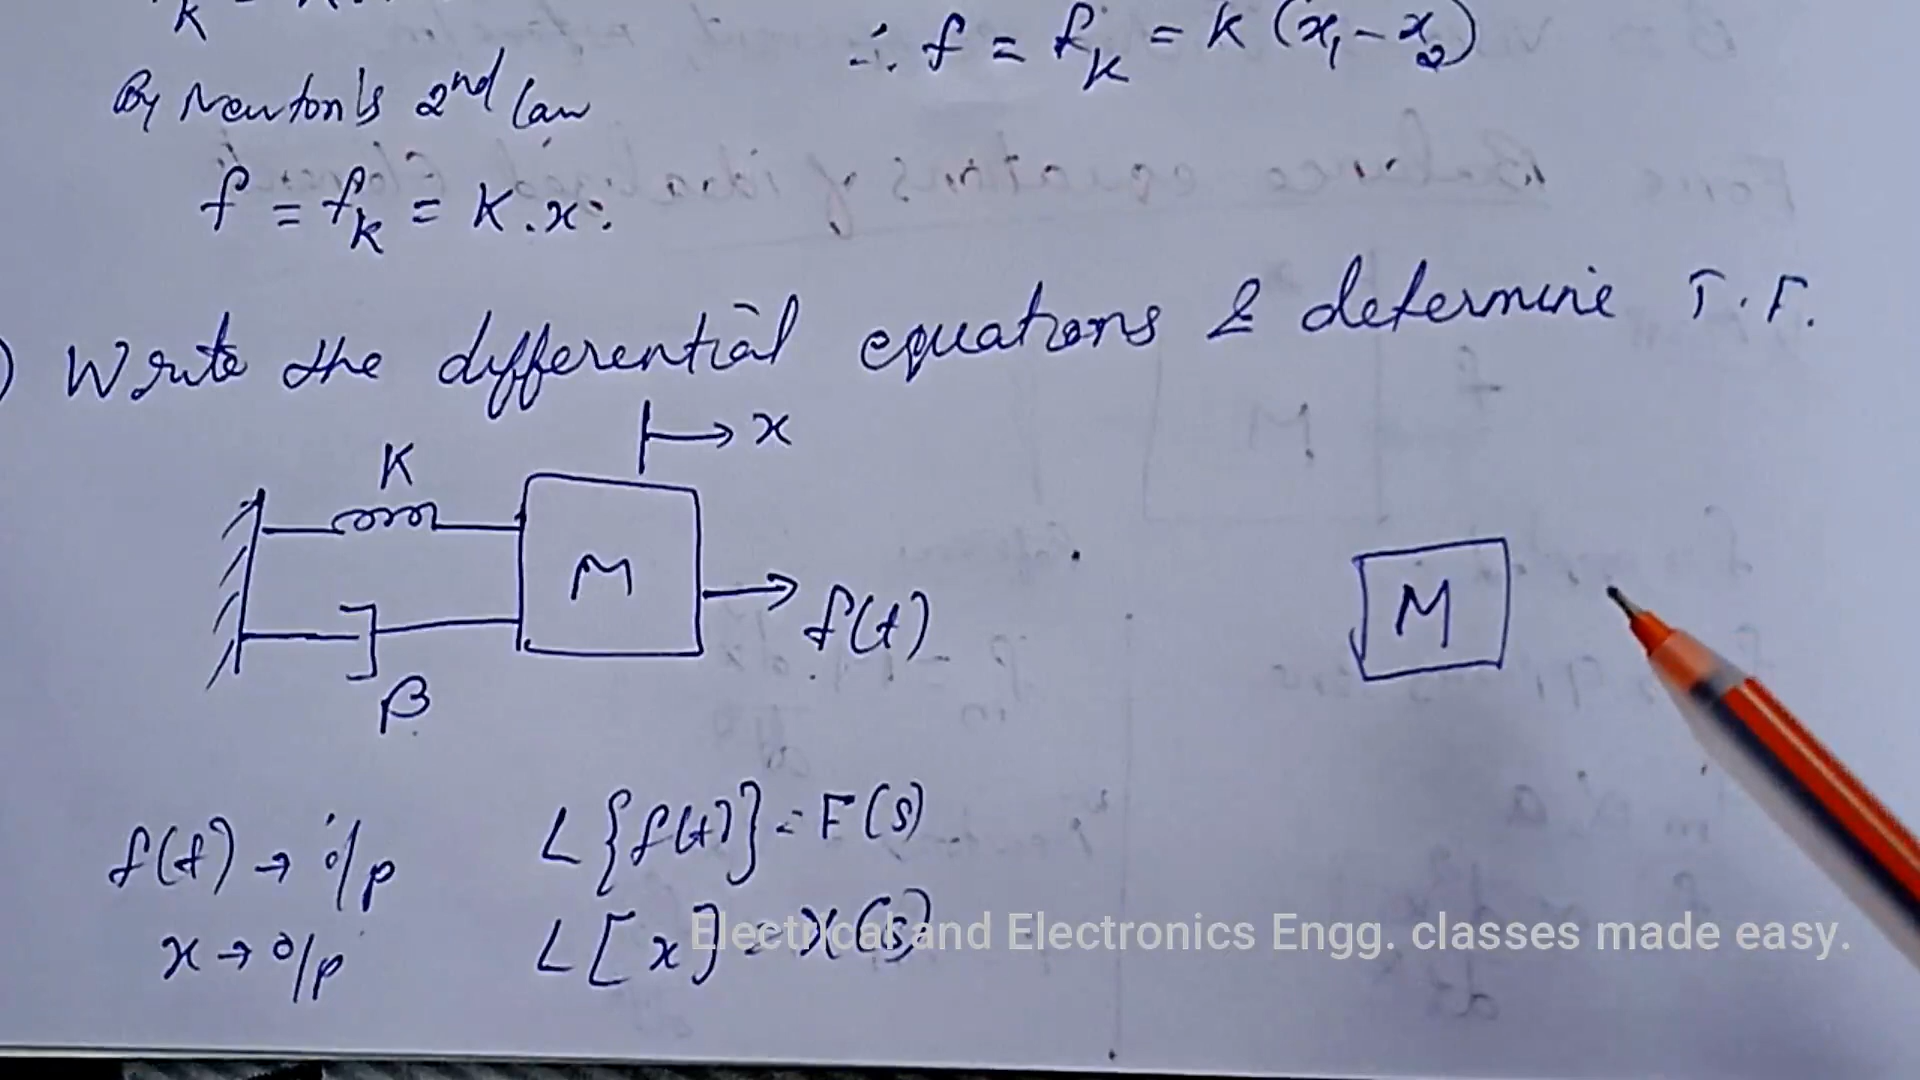 K
∴ f = f_K = K (x₁ - x₂)
By Newton's 2nd law
f = f_K = K.x
Write the differential equations & determine T.F.
x
K
M
f(t)
B
M
f(t) → i/p
L{f(t)} = F(s)
x → o/p
L[x] = X(s)
Electrical and Electronics Engg. classes made easy.